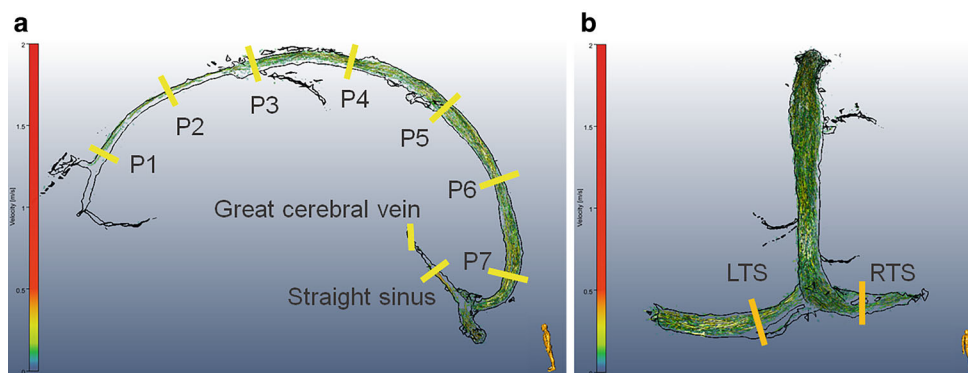 a
b
2
1.5
1
0.5
0
Velocity [m/s]
P1
P2
P3
P4
P5
P6
P7
Great cerebral vein
Straight sinus
2
1.5
1
0.5
0
Velocity [m/s]
LTS
RTS